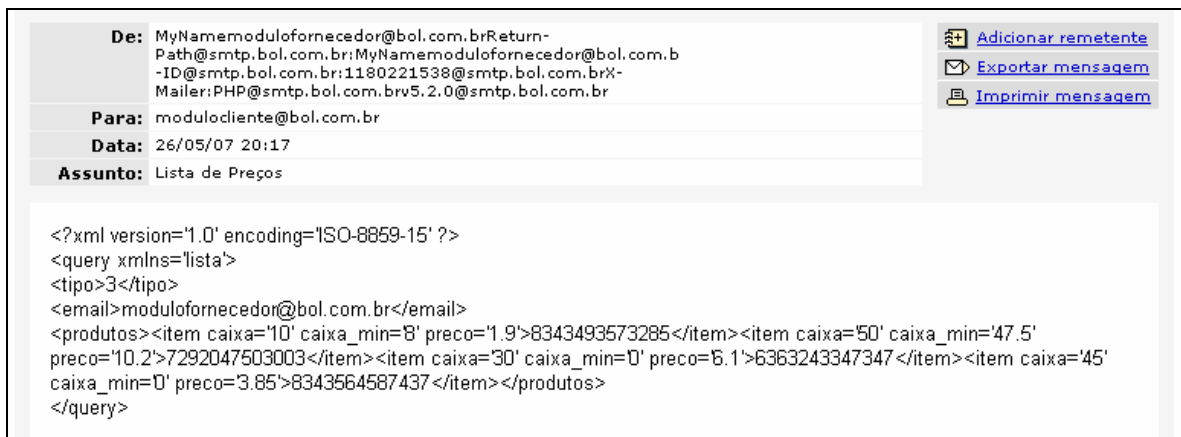 De: MyNamemodulofornecedor@bol.com.brReturn-
Path@smtp.bol.com.br:MyNamemodulofornecedor@bol.com.b
-ID@smtp.bol.com.br:1180221538@smtp.bol.com.brX-
Mailer:PHP@smtp.bol.com.brv5.2.0@smtp.bol.com.br
Para: modulocliente@bol.com.br
Data: 26/05/07 20:17
Assunto: Lista de Preços
Adicionar remetente
Exportar mensagem
Imprimir mensagem
<?xml version='1.0' encoding='ISO-8859-15' ?>
<query xmlns='lista'>
<tipo>3</tipo>
<email>modulofornecedor@bol.com.br</email>
<produtos><item caixa='10' caixa_min='8' preco='1.9'>8343493573285</item><item caixa='50' caixa_min='47.5'
preco='10.2'>7292047503003</item><item caixa='30' caixa_min='0' preco='6.1'>6363243347347</item><item caixa='45'
caixa_min='0' preco='3.85'>8343564587437</item></produtos>
</query>